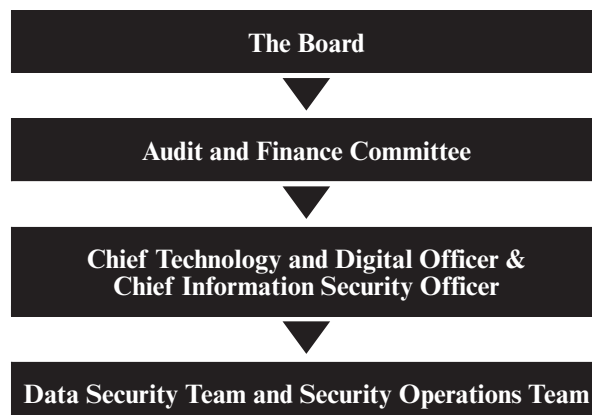 The Board
Audit and Finance Committee
Chief Technology and Digital Officer &
Chief Information Security Officer
Data Security Team and Security Operations Team